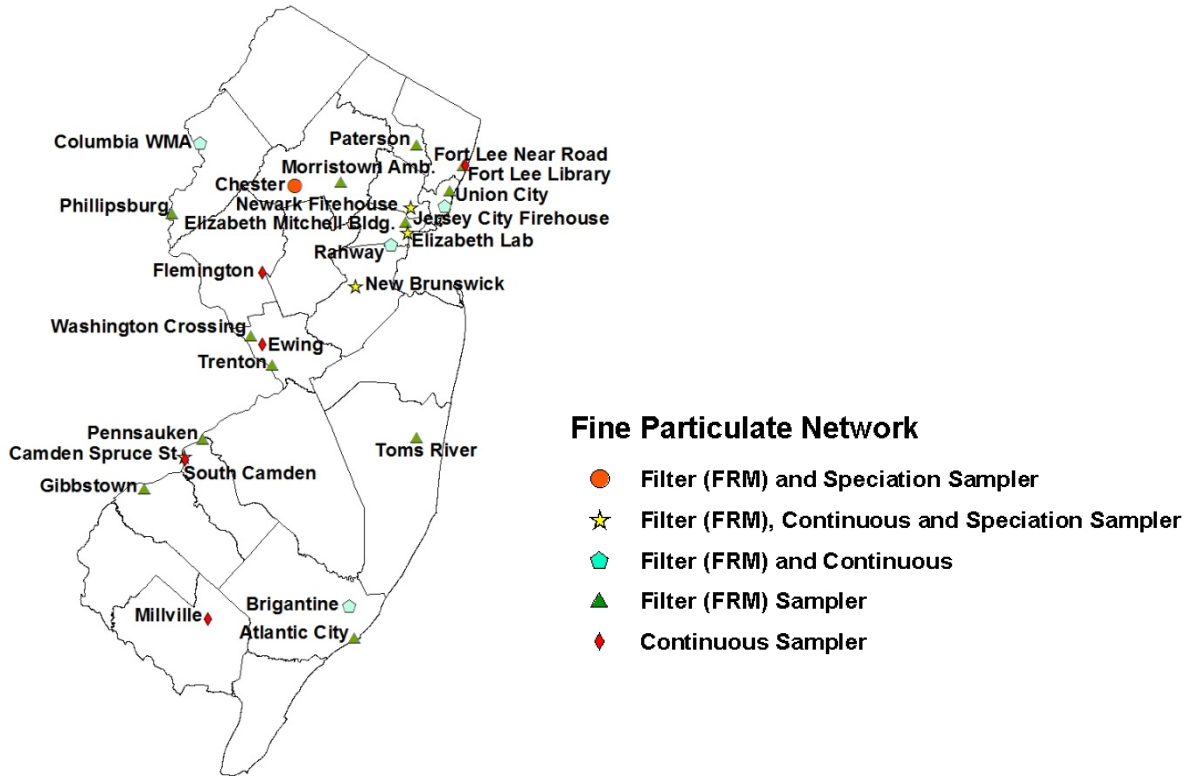 Columbia WMA
Paterson
Fort Lee Near Road
Morristown Amb.
Fort Lee Library
Chester
Union City
Phillipsburg
Newark Firehouse
Elizabeth Mitchell Bldg.
Jersey City Firehouse
Elizabeth Lab
Rahway
Flemington
New Brunswick
Washington Crossing
Ewing
Trenton
Pennsauken
Camden Spruce St
Toms River
South Camden
Gibbstown
Brigantine
Millville
Atlantic City
Fine Particulate Network
Filter (FRM) and Speciation Sampler
Filter (FRM), Continuous and Speciation Sampler
Filter (FRM) and Continuous
Filter (FRM) Sampler
Continuous Sampler